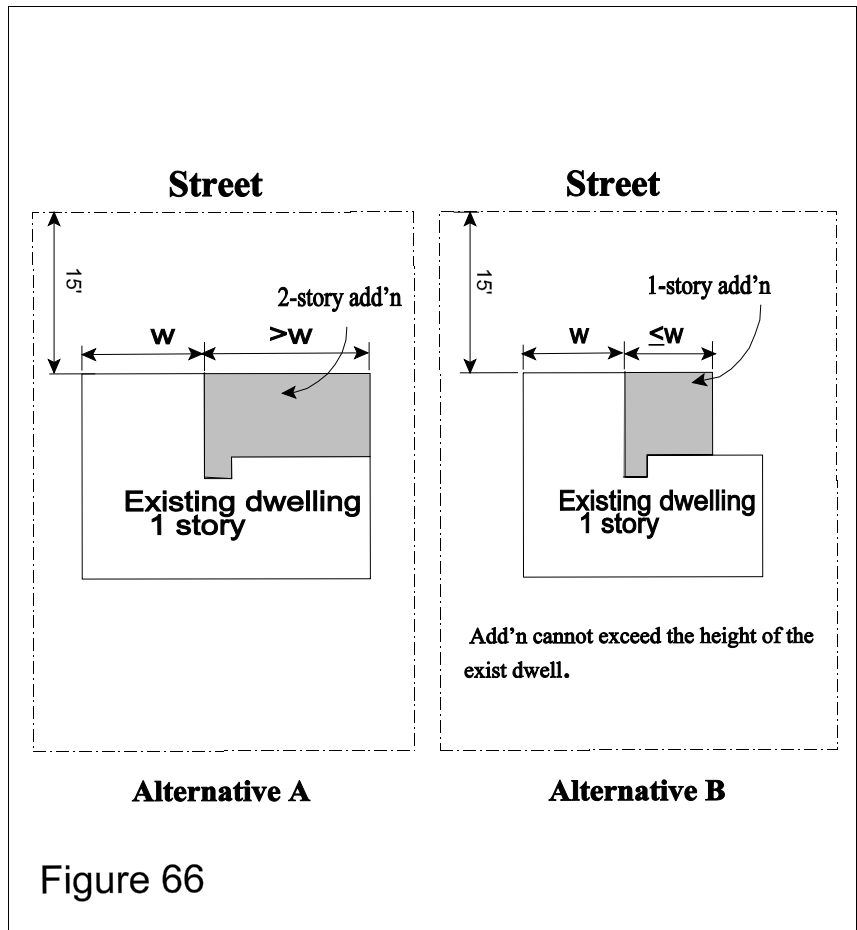 Street
15'
2-story add'n
w
>w
Existing dwelling
1 story
Alternative A
Street
15'
1-story add'n
w
≤w
Existing dwelling
1 story
Add'n cannot exceed the height of the
exist dwell.
Alternative B
Figure 66